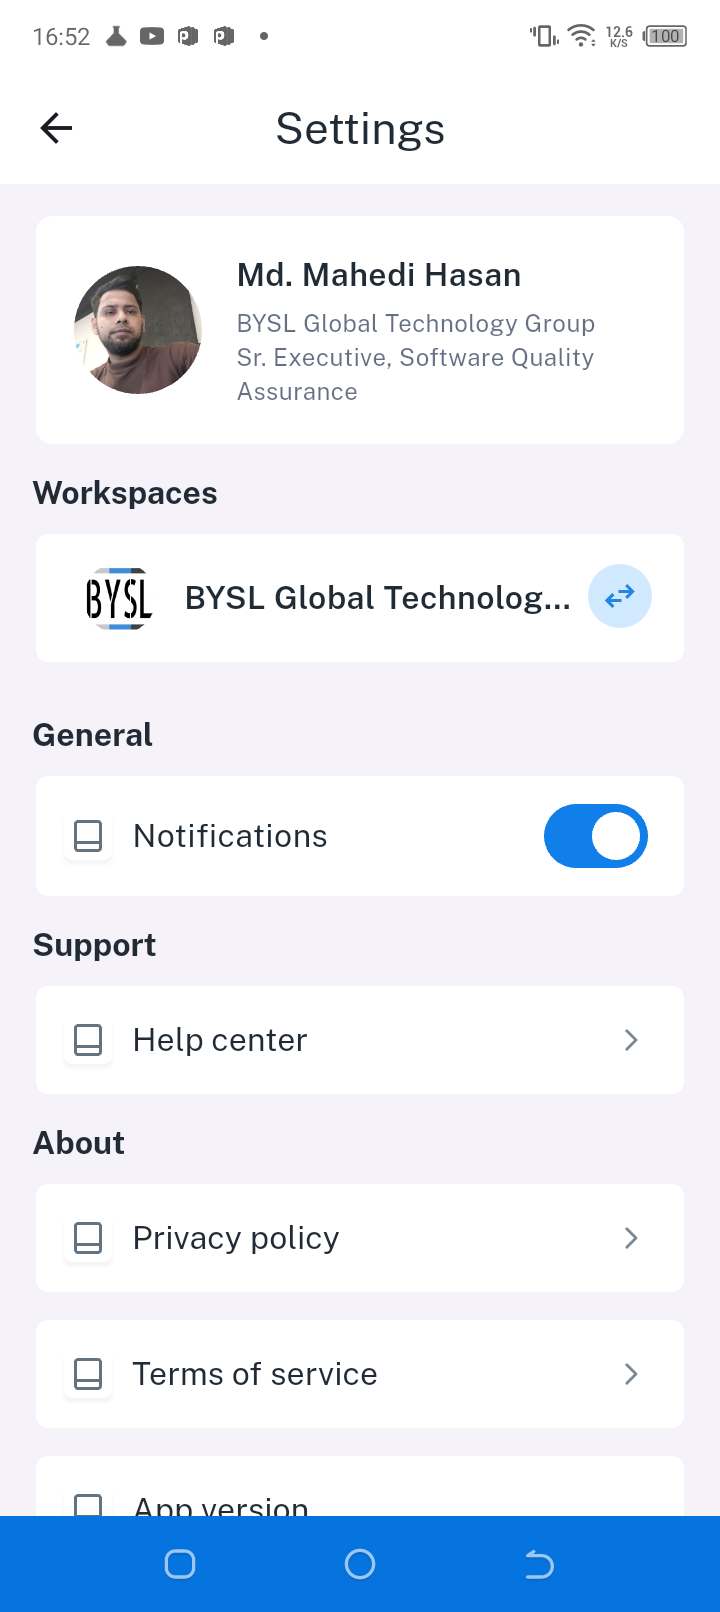 16:52
12.6
K/S
100
Settings
Md. Mahedi Hasan
BYSL Global Technology Group
Sr. Executive, Software Quality
Assurance
Workspaces
BYSL
BYSL Global Technolog...
General
Notifications
Support
Help center
About
Privacy policy
Terms of service
App version